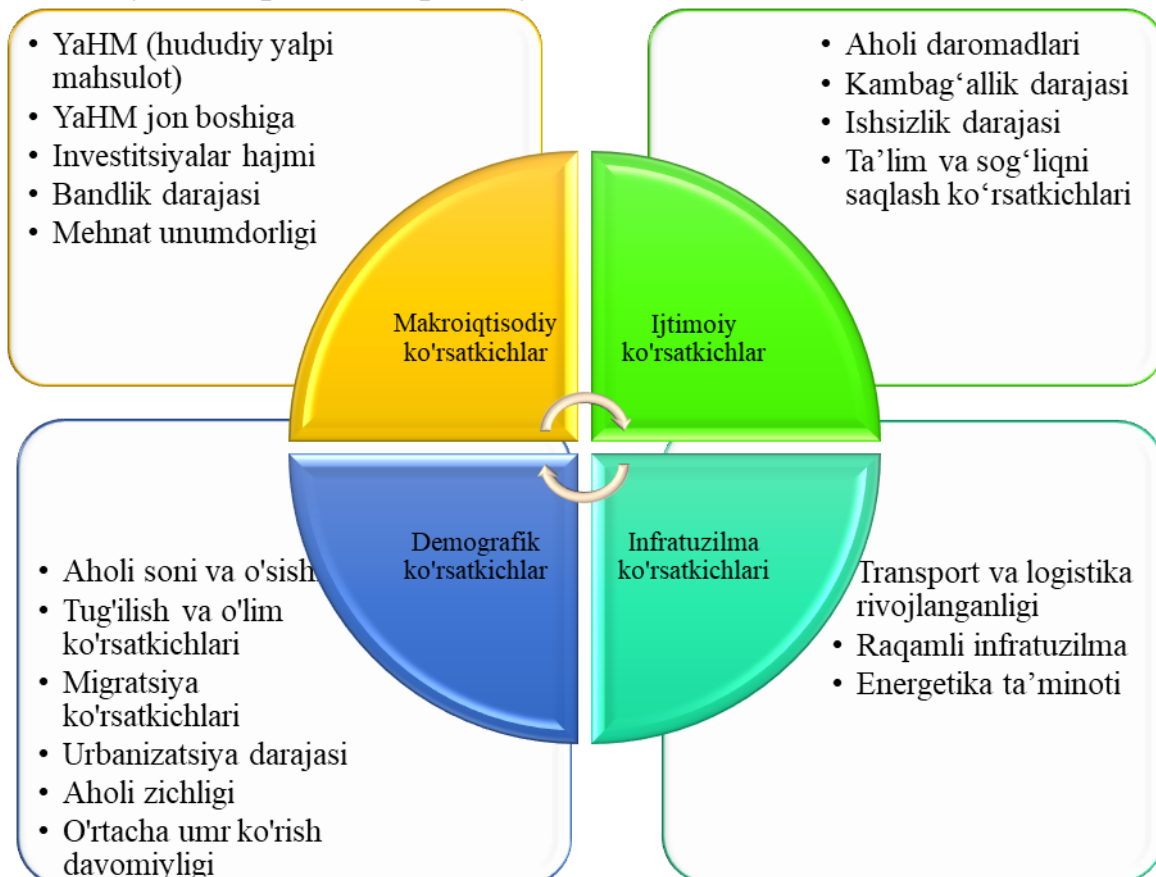 • YaHM (hududiy yalpi
mahsulot)
• YaHM jon boshiga
• Investitsiyalar hajmi
• Bandlik darajasi
• Mehnat unumdorligi
• Aholi daromadlari
• Kambag‘allik darajasi
• Ishsizlik darajasi
• Ta’lim va sog‘liqni
saqlash ko‘rsatkichlari
Makroiqtisodiy
ko'rsatkichlar
Ijtimoiy
ko'rsatkichlar
Demografik
ko'rsatkichlar
Infratuzilma
ko'rsatkichlari
• Aholi soni va o'sish
• Tug'ilish va o'lim
ko'rsatkichlari
• Migratsiya
ko'rsatkichlari
• Urbanizatsiya darajasi
• Aholi zichligi
• O'rtacha umr ko'rish
davomiyligi
Transport va logistika
rivojlanganligi
• Raqamli infratuzilma
• Energetika ta’minoti